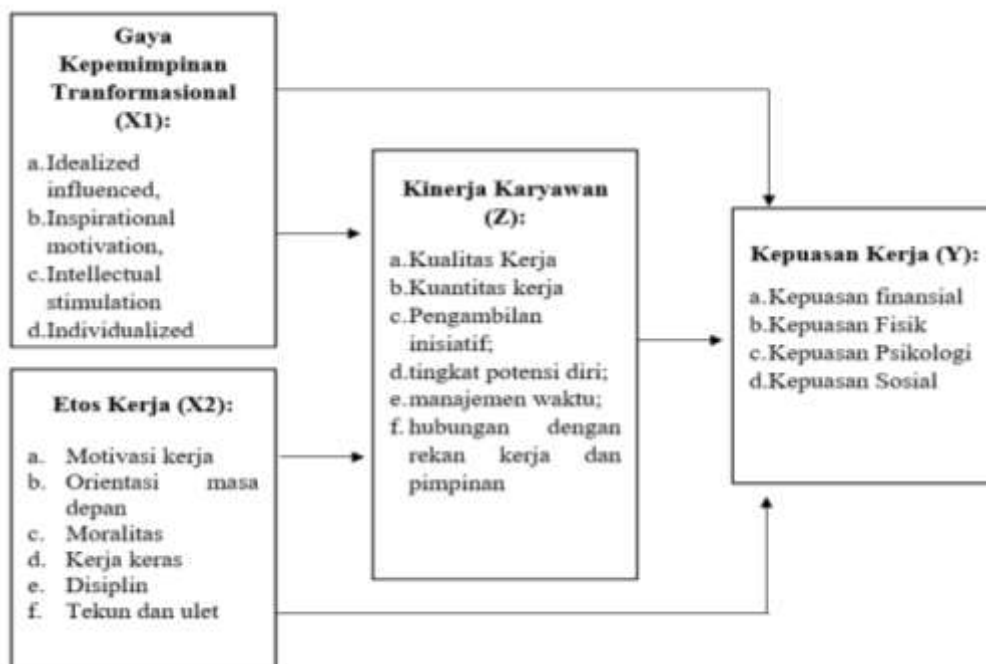 Gaya
Kepemimpinan
Tranformasional
(X1):
a.Idealized
influenced,
b.Inspirational
motivation,
c.Intellectual
stimulation
d.Individualized
Etos Kerja (X2):
a. Motivasi kerja
b. Orientasi masa
depan
c. Moralitas
d. Kerja keras
e. Disiplin
f. Tekun dan ulet
Kinerja Karyawan
(Z):
a.Kualitas Kerja
b.Kuantitas kerja
c.Pengambilan
inisiatif;
d.tingkat potensi diri;
e.manajemen waktu;
f. hubungan dengan
rekan kerja dan
pimpinan
Kepuasan Kerja (Y):
a.Kepuasan finansial
b.Kepuasan Fisik
c.Kepuasan Psikologi
d.Kepuasan Sosial